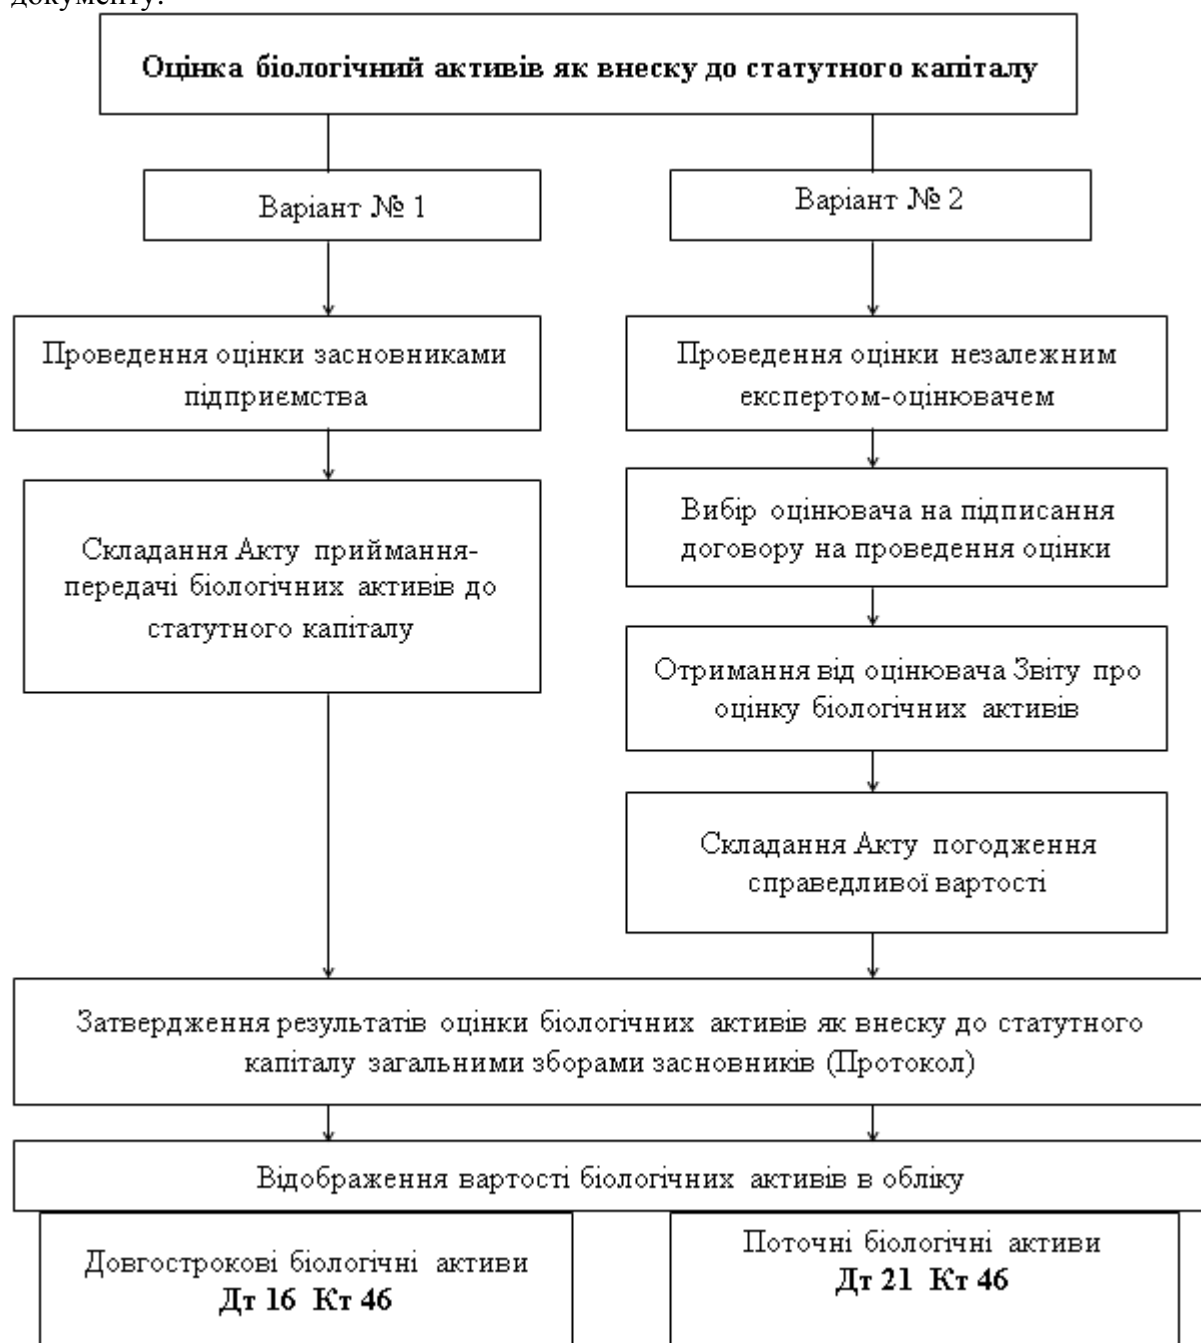 документу.
Оцінка біологічний активів як внеску до статутного капіталу
Варіант № 1
Варіант № 2
Проведення оцінки засновниками
підприємства
Проведення оцінки незалежним
експертом-оцінювачем
Складання Акту приймання-
передачі біологічних активів до
статутного капіталу
Вибір оцінювача на підписання
договору на проведення оцінки
Отримання від оцінювача Звіту про
оцінку біологічних активів
Складання Акту погодження
справедливої вартості
Затвердження результатів оцінки біологічних активів як внеску до статутного
капіталу загальними зборами засновників (Протокол)
Відображення вартості біологічних активів в обліку
Довгострокові біологічні активи
Дт 16 Кт 46
Поточні біологічні активи
Дт 21 Кт 46